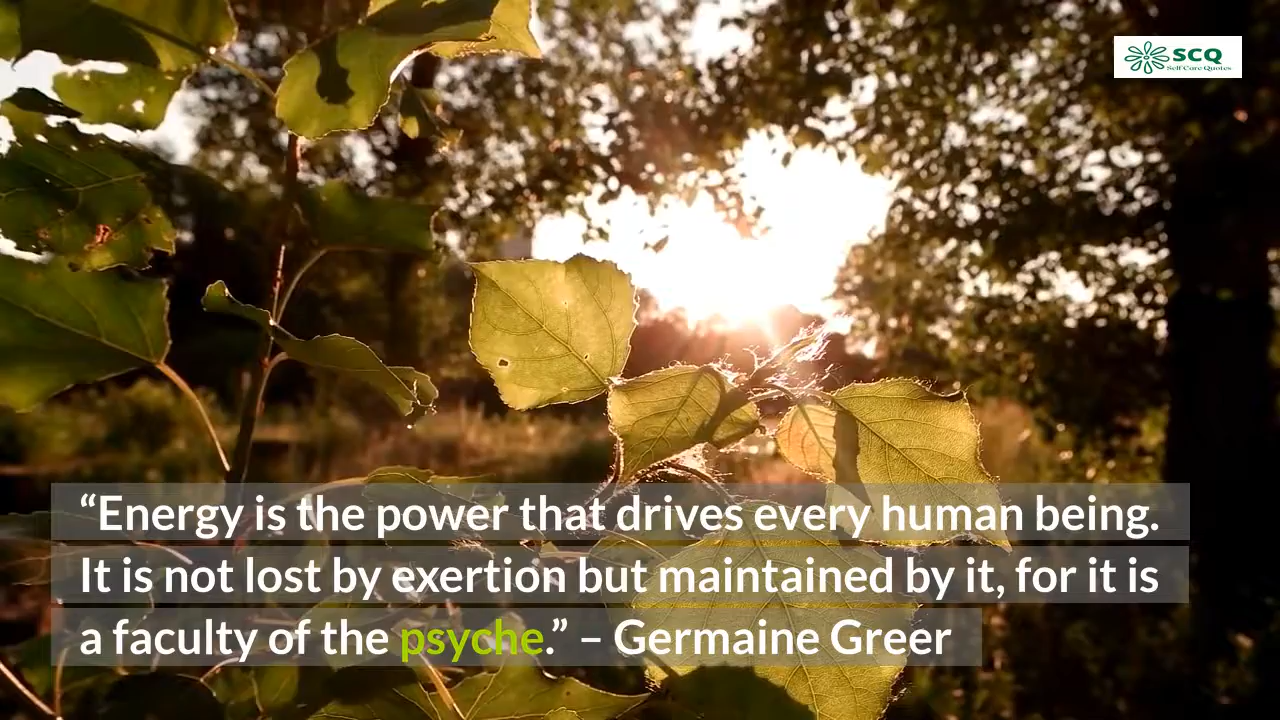 SCQ
Self Care Quotes
“Energy is the power that drives every human being.
It is not lost by exertion but maintained by it, for it is
a faculty of the psyche.” – Germaine Greer